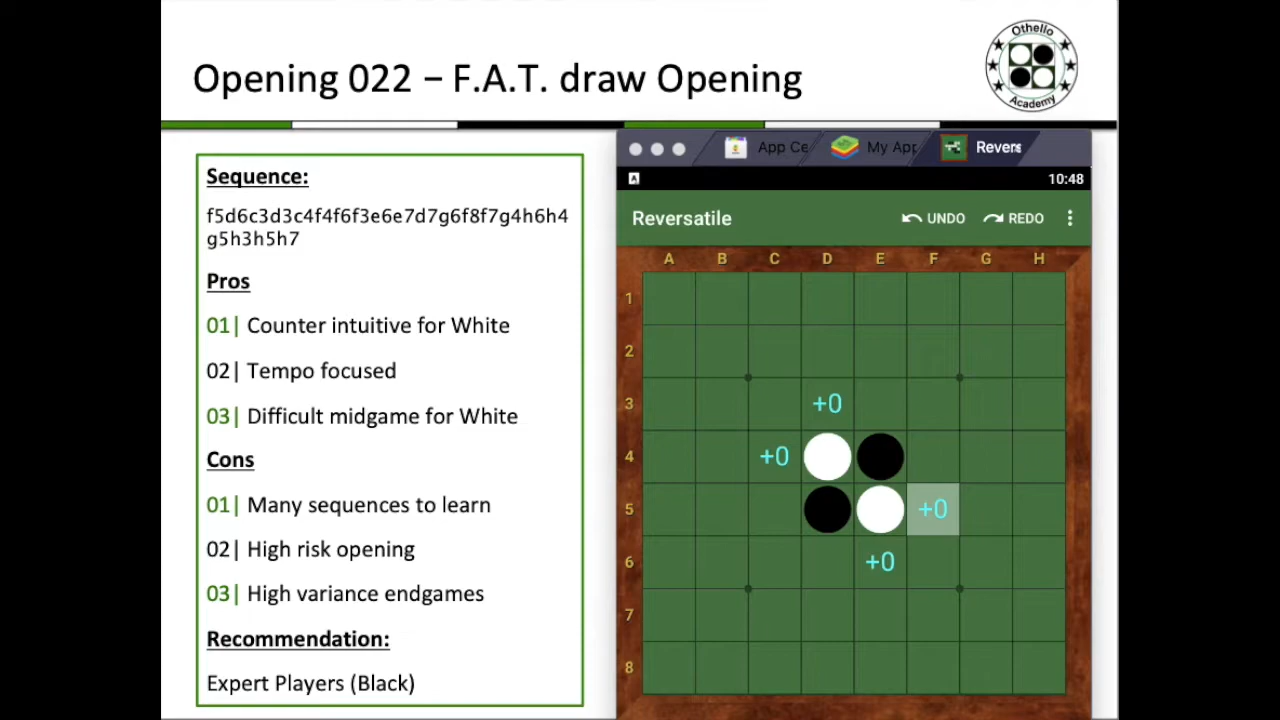 Opening 022 – F.A.T. draw Opening
Othello
Academy
Sequence:
f5d6c3d3c4f4f6f3e6e7d7g6f8f7g4h6h4
g5h3h5h7
Pros
01| Counter intuitive for White
02| Tempo focused
03| Difficult midgame for White
Cons
01| Many sequences to learn
02| High risk opening
03| High variance endgames
Recommendation:
Expert Players (Black)
App Ce
My App
Revers
A
10:48
Reversatile
UNDO
REDO
A B C D E F G H
1
2
3
+0
4
+0
5
+0
6
+0
7
8